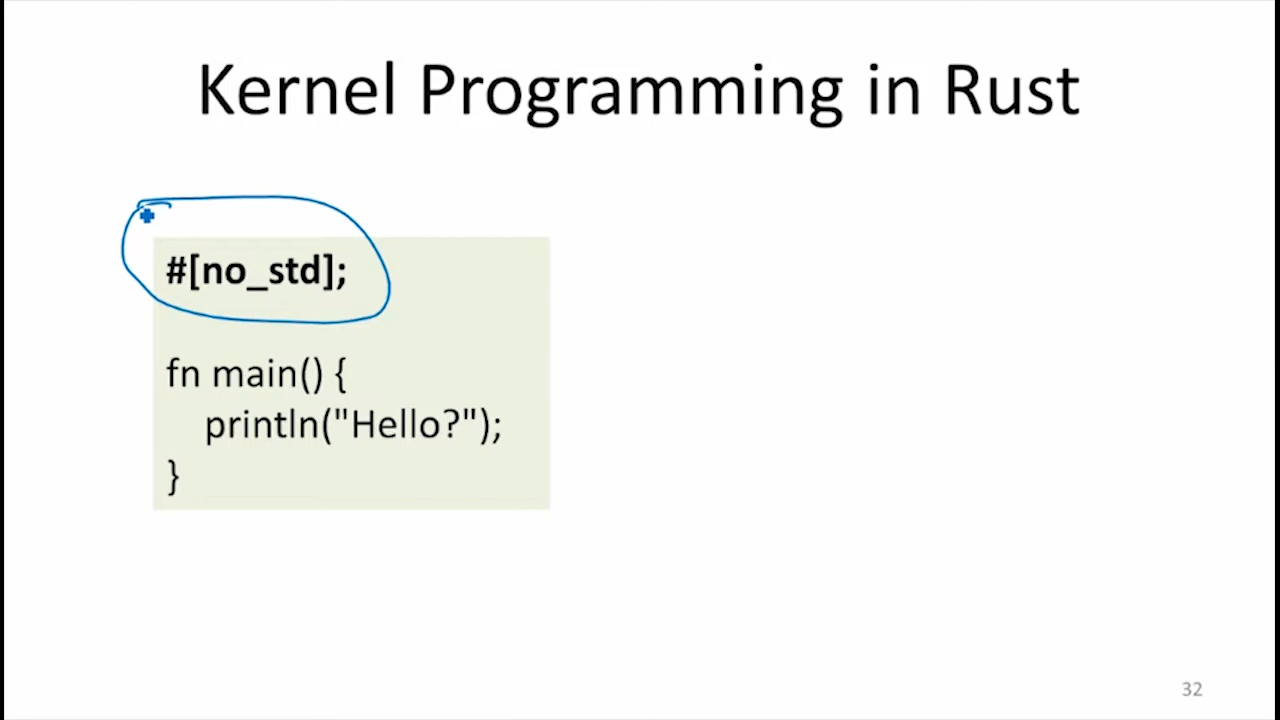 Kernel Programming in Rust
#[no_std];
fn main() {
println("Hello?");
}
32